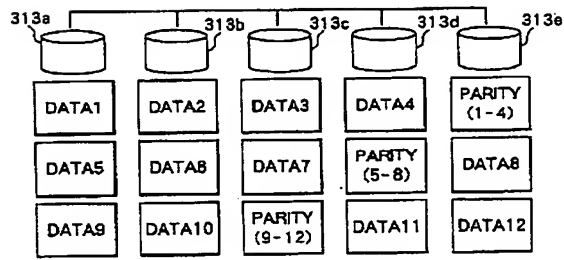 313a 313b 313c 313d 313e
DATA1 DATA2 DATA3 DATA4 PARITY
(1-4)
DATA5 DATA6 DATA7 PARITY
(5-8) DATA8
DATA9 DATA10 PARITY
(9-12) DATA11 DATA12